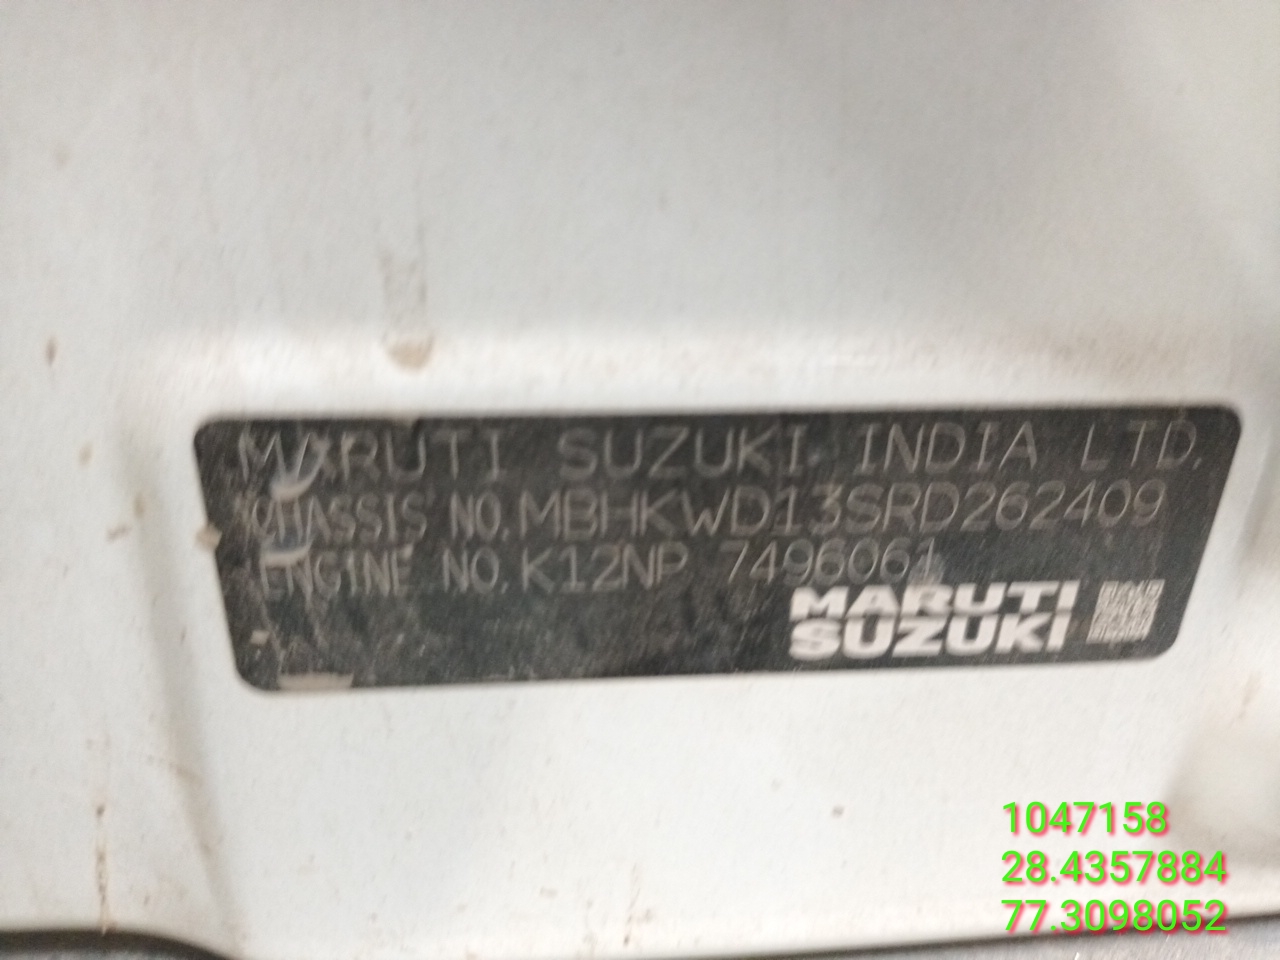 MARUTI SUZUKI INDIA LTD.
CHASSIS NO. MBHKWD13SRD262409
ENGINE NO. K12NP 7496061
MARUTI
SUZUKI
1047158
28.4357884
77.3098052